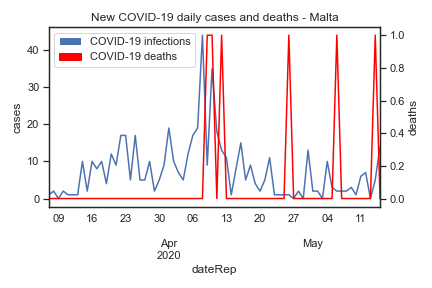 New COVID-19 daily cases and deaths - Malta
COVID-19 infections
COVID-19 deaths
cases
40
30
20
10
0
deaths
1.0
0.8
0.6
0.4
0.2
0.0
09 16 23 30 06 13 20 27 04 11
Apr May
2020
dateRep